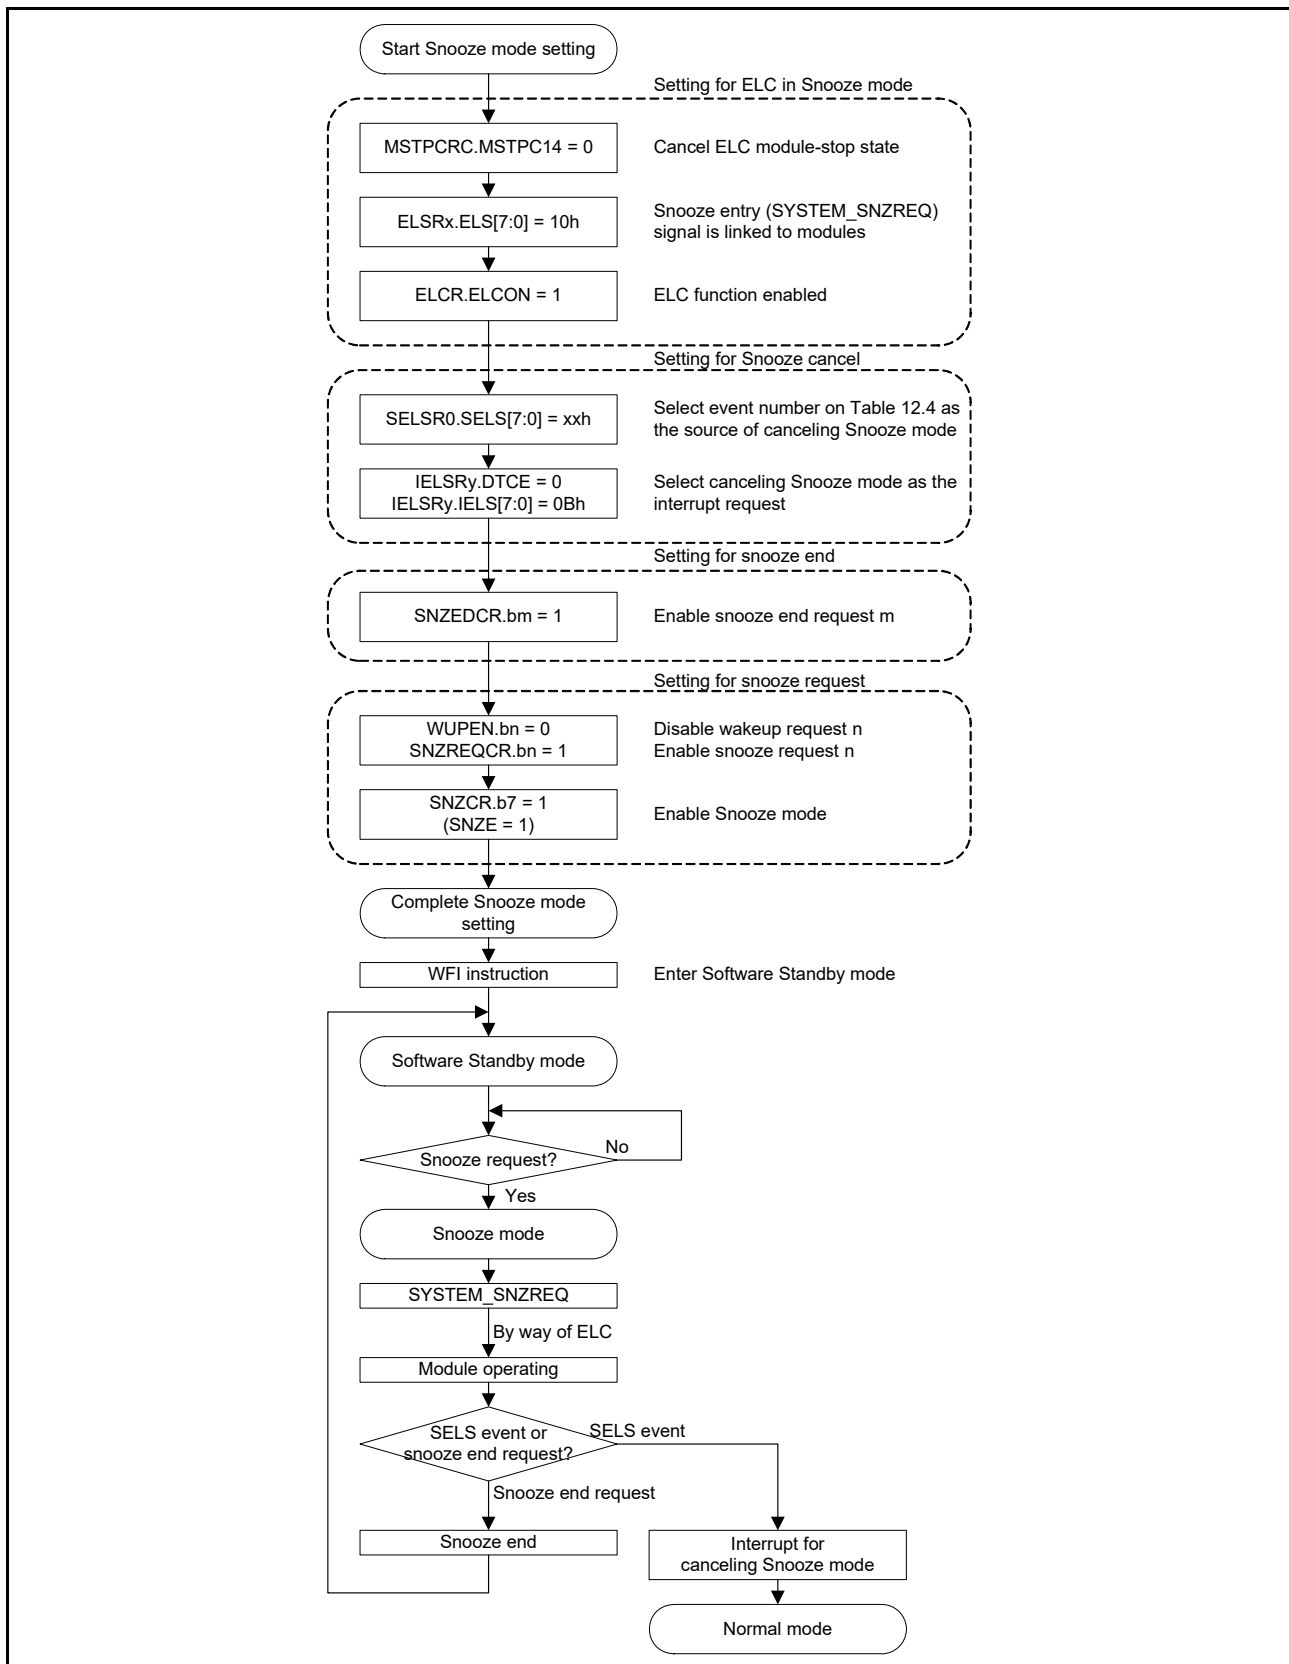 Start Snooze mode setting
Setting for ELC in Snooze mode
MSTPCRC.MSTPC14 = 0
Cancel ELC module-stop state
ELSRx.ELS[7:0] = 10h
Snooze entry (SYSTEM_SNZREQ)
signal is linked to modules
ELCR.ELCON = 1
ELC function enabled
Setting for Snooze cancel
SELSR0.SELS[7:0] = xxh
Select event number on Table 12.4 as
the source of canceling Snooze mode
IELSRy.DTCE = 0
IELSRy.IELS[7:0] = 0Bh
Select canceling Snooze mode as the
interrupt request
Setting for snooze end
SNZEDCR.bm = 1
Enable snooze end request m
Setting for snooze request
WUPEN.bn = 0
SNZREQCR.bn = 1
Disable wakeup request n
Enable snooze request n
SNZCR.b7 = 1
(SNZE = 1)
Enable Snooze mode
Complete Snooze mode
setting
WFI instruction
Enter Software Standby mode
Software Standby mode
Snooze request?
No
Yes
Snooze mode
SYSTEM_SNZREQ
By way of ELC
Module operating
SELS event or
snooze end request?
SELS event
Snooze end request
Snooze end
Interrupt for
canceling Snooze mode
Normal mode